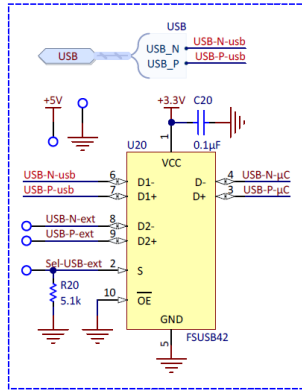 USB
USB
USB_N
USB-N-usb
USB_P
USB-P-usb
+5V
+3.3V
C20
0.1µF
U20
1
VCC
USB-N-usb
6
D1-
D-
4
USB-N-µC
USB-P-usb
7
D1+
D+
3
USB-P-µC
USB-N-ext
8
D2-
USB-P-ext
9
D2+
Sel-USB-ext
2
S
R20
5.1k
10
OE
GND
5
FSUSB42